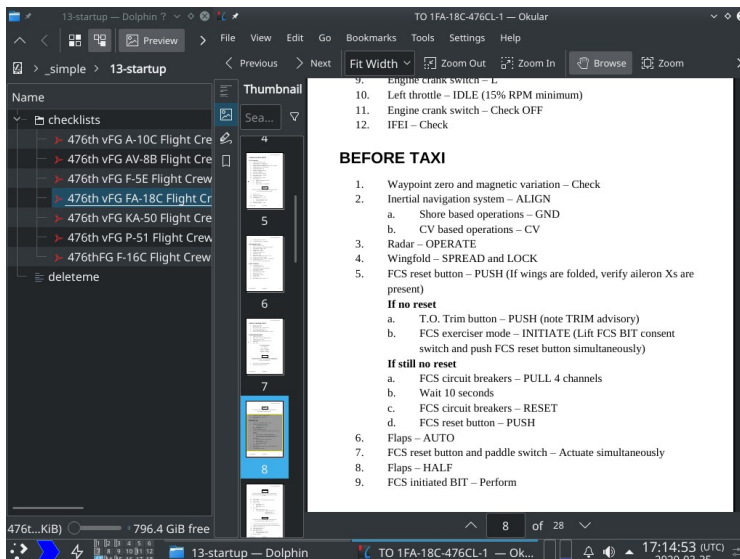 13-startup — Dolphin ?
TO 1FA-18C-476CL-1 — Okular
Preview
File View Edit Go Bookmarks Tools Settings Help
Previous Next Fit Width Zoom Out Zoom In Browse Zoom
> _simple > 13-startup
Name
checklists
476th vFG A-10C Flight Cre
476th vFG AV-8B Flight Cre
476th vFG F-5E Flight Crew
476th vFG FA-18C Flight Cr
476th vFG KA-50 Flight Cre
476th vFG P-51 Flight Crew
476thFG F-16C Flight Crew
deleteme
Thumbnail
Sea...
4
5
6
7
8
9. Engine crank switch – L
10. Left throttle – IDLE (15% RPM minimum)
11. Engine crank switch – Check OFF
12. IFEI – Check
BEFORE TAXI
1. Waypoint zero and magnetic variation – Check
2. Inertial navigation system – ALIGN
a. Shore based operations – GND
b. CV based operations – CV
3. Radar – OPERATE
4. Wingfold – SPREAD and LOCK
5. FCS reset button – PUSH (If wings are folded, verify aileron Xs are
present)
If no reset
a. T.O. Trim button – PUSH (note TRIM advisory)
b. FCS exerciser mode – INITIATE (Lift FCS BIT consent
switch and push FCS reset button simultaneously)
If still no reset
a. FCS circuit breakers – PULL 4 channels
b. Wait 10 seconds
c. FCS circuit breakers – RESET
d. FCS reset button – PUSH
6. Flaps – AUTO
7. FCS reset button and paddle switch – Actuate simultaneously
8. Flaps – HALF
9. FCS initiated BIT – Perform
476t...KiB) 796.4 GiB free
8 of 28
13-startup — Dolphin
TO 1FA-18C-476CL-1 — Ok...
17:14:53 (UTC)